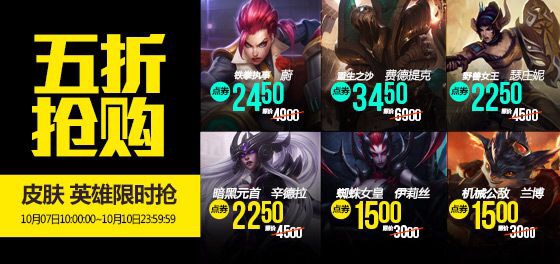 五折
抢购
皮肤 英雄限时抢
10月07日10:00:00~10月10日23:59:59
铁拳执事 蔚
点券 2450
原价 4900
重生之沙 费德提克
点券 3450
原价 6900
野兽女王 瑟庄妮
点券 2250
原价 4500
暗黑元首 辛德拉
点券 2250
原价 4500
蜘蛛女皇 伊莉丝
点券 1500
原价 3000
机械公敌 兰博
点券 1500
原价 3000